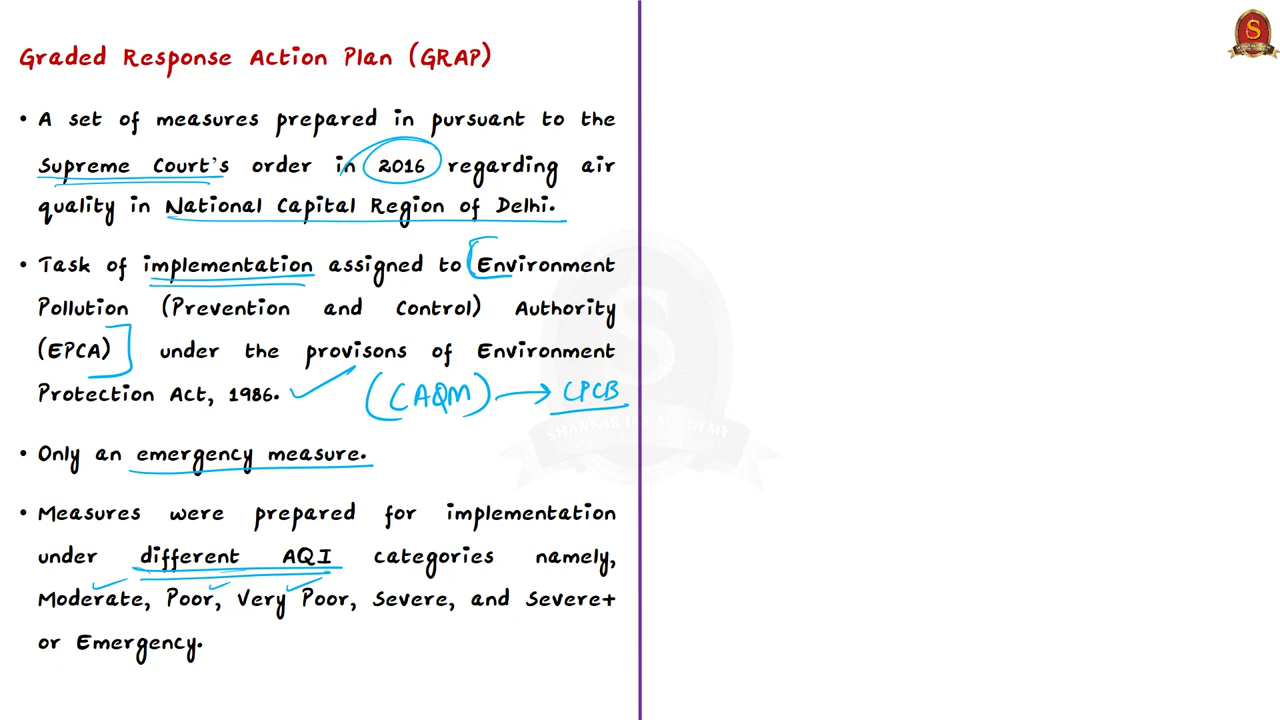 Graded Response Action Plan (GRAP)
• A set of measures prepared in pursuant to the
Supreme Court's order in 2016 regarding air
quality in National Capital Region of Delhi.
• Task of implementation assigned to Environment
Pollution (Prevention and Control) Authority
(EPCA) under the provisons of Environment
Protection Act, 1986. (CAQM) → CPCB
• Only an emergency measure.
• Measures were prepared for implementation
under different AQI categories namely,
Moderate, Poor, Very Poor, Severe, and Severe+
or Emergency.
S
SHANKAR IAS ACADEMY